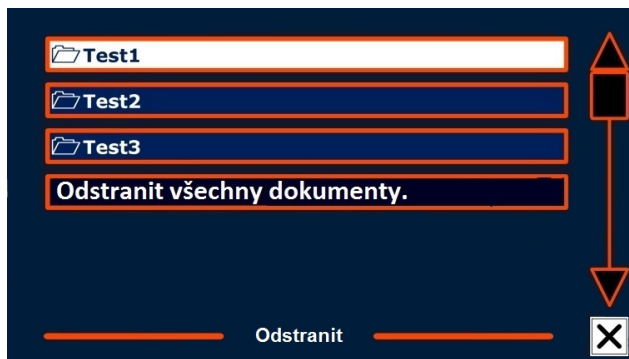 Test1
Test2
Test3
Odstranit všechny dokumenty.
Odstranit